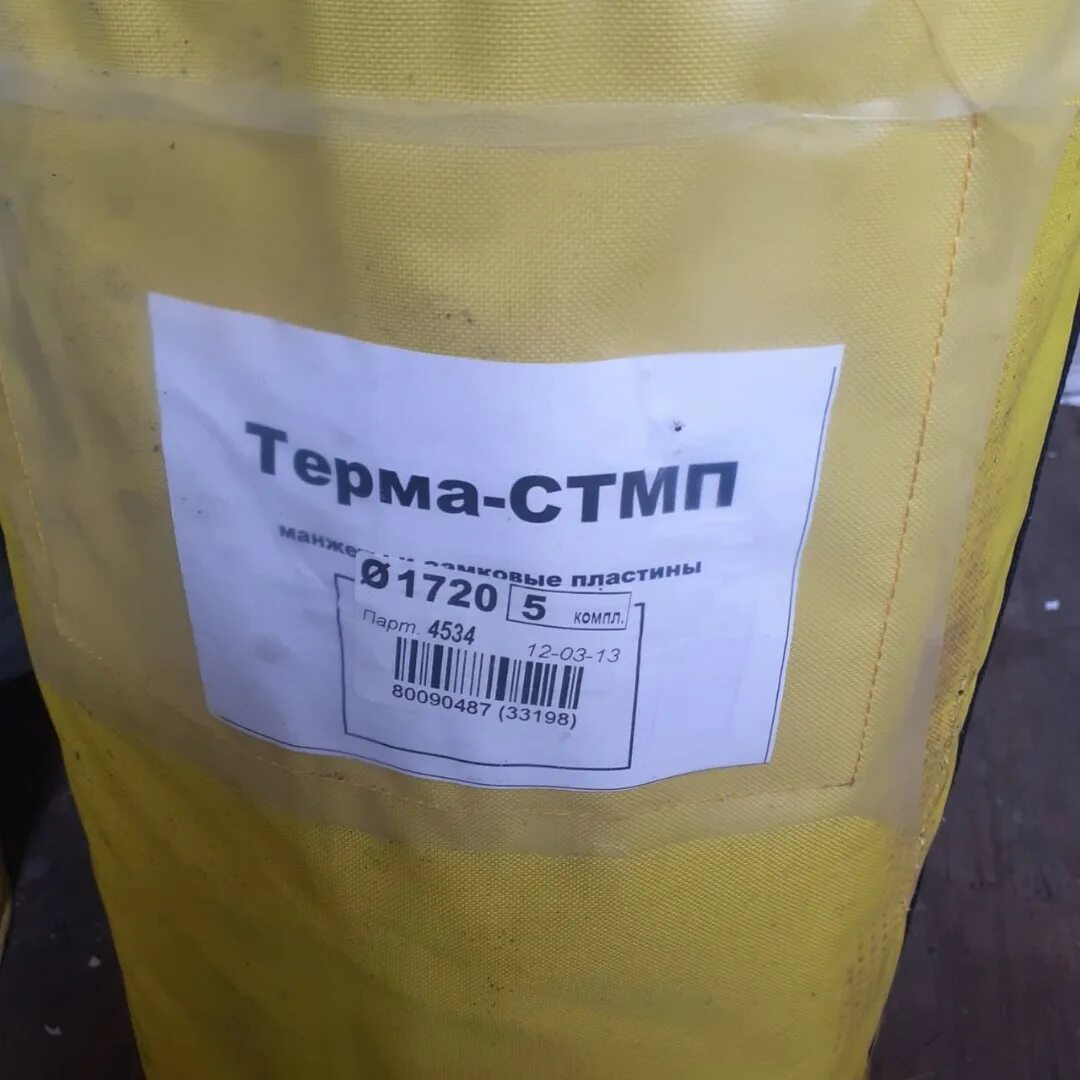 Терма-СТМП
пластины
Ø1720 5 компл.
Парт. 4534
12-03-13
80090487 (33198)